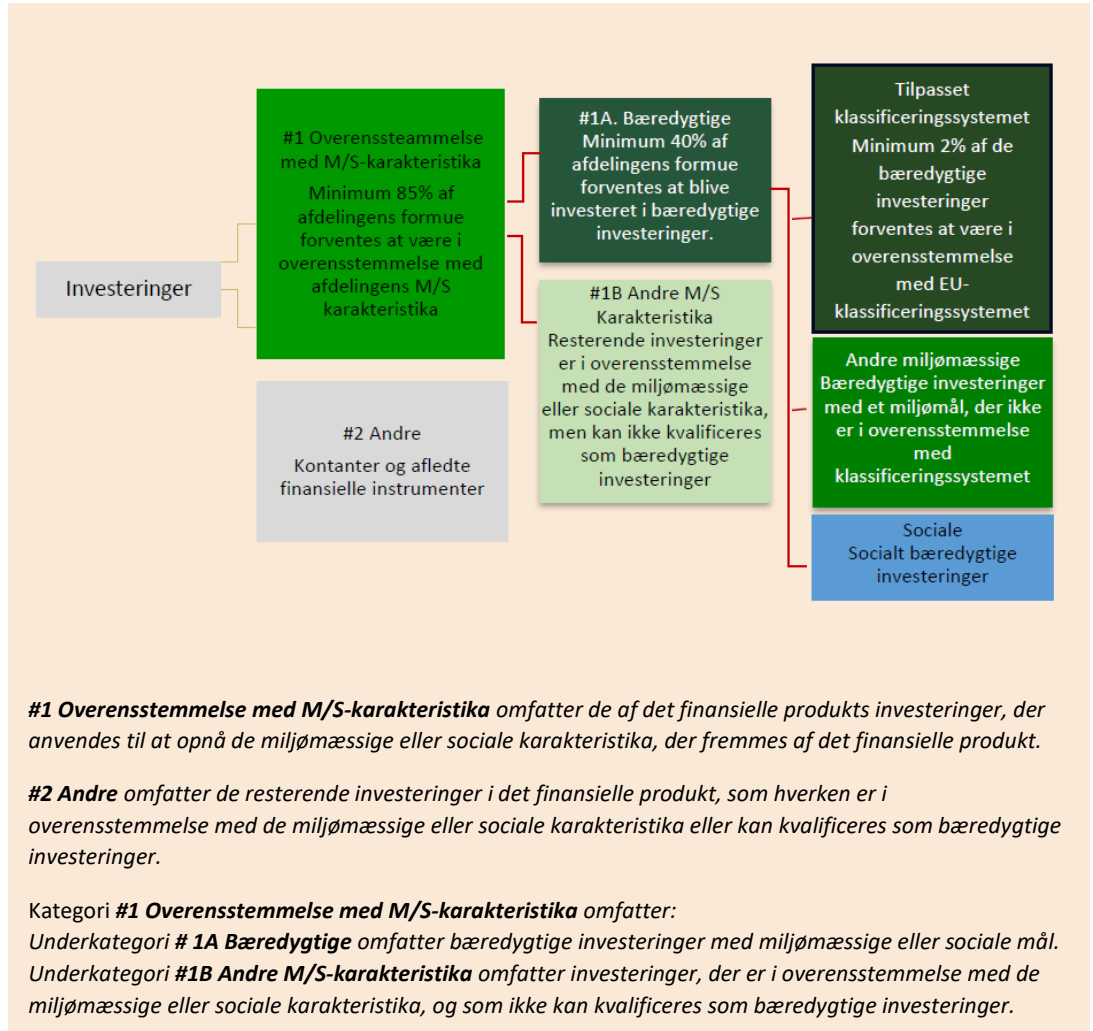 Investeringer
#1 Overenssteammelse
med M/S-karakteristika
Minimum 85% af
afdelingens formue
forventes at være i
overensstemmelse med
afdelingens M/S
karakteristika
#2 Andre
Kontanter og afledte
finansielle instrumenter
#1A. Bæredygtige
Minimum 40% af
afdelingens formue
forventes at blive
investeret i bæredygtige
investeringer.
#1B Andre M/S
Karakteristika
Resterende investeringer
er i overensstemmelse
med de miljømæssige
eller sociale karakteristika,
men kan ikke kvalificeres
som bæredygtige
investeringer
Tilpasset
klassificeringssystemet
Minimum 2% af de
bæredygtige
investeringer
forventes at være i
overensstemmelse
med EU-
klassificeringssystemet
Andre miljømæssige
Bæredygtige investeringer
med et miljømål, der ikke
er i overensstemmelse
med
klassificeringssystemet
Sociale
Socialt bæredygtige
investeringer
#1 Overensstemmelse med M/S-karakteristika omfatter de af det finansielle produkts investeringer, der
anvendes til at opnå de miljømæssige eller sociale karakteristika, der fremmes af det finansielle produkt.
#2 Andre omfatter de resterende investeringer i det finansielle produkt, som hverken er i
overensstemmelse med de miljømæssige eller sociale karakteristika eller kan kvalificeres som bæredygtige
investeringer.
Kategori #1 Overensstemmelse med M/S-karakteristika omfatter:
Underkategori # 1A Bæredygtige omfatter bæredygtige investeringer med miljømæssige eller sociale mål.
Underkategori #1B Andre M/S-karakteristika omfatter investeringer, der er i overensstemmelse med de
miljømæssige eller sociale karakteristika, og som ikke kan kvalificeres som bæredygtige investeringer.